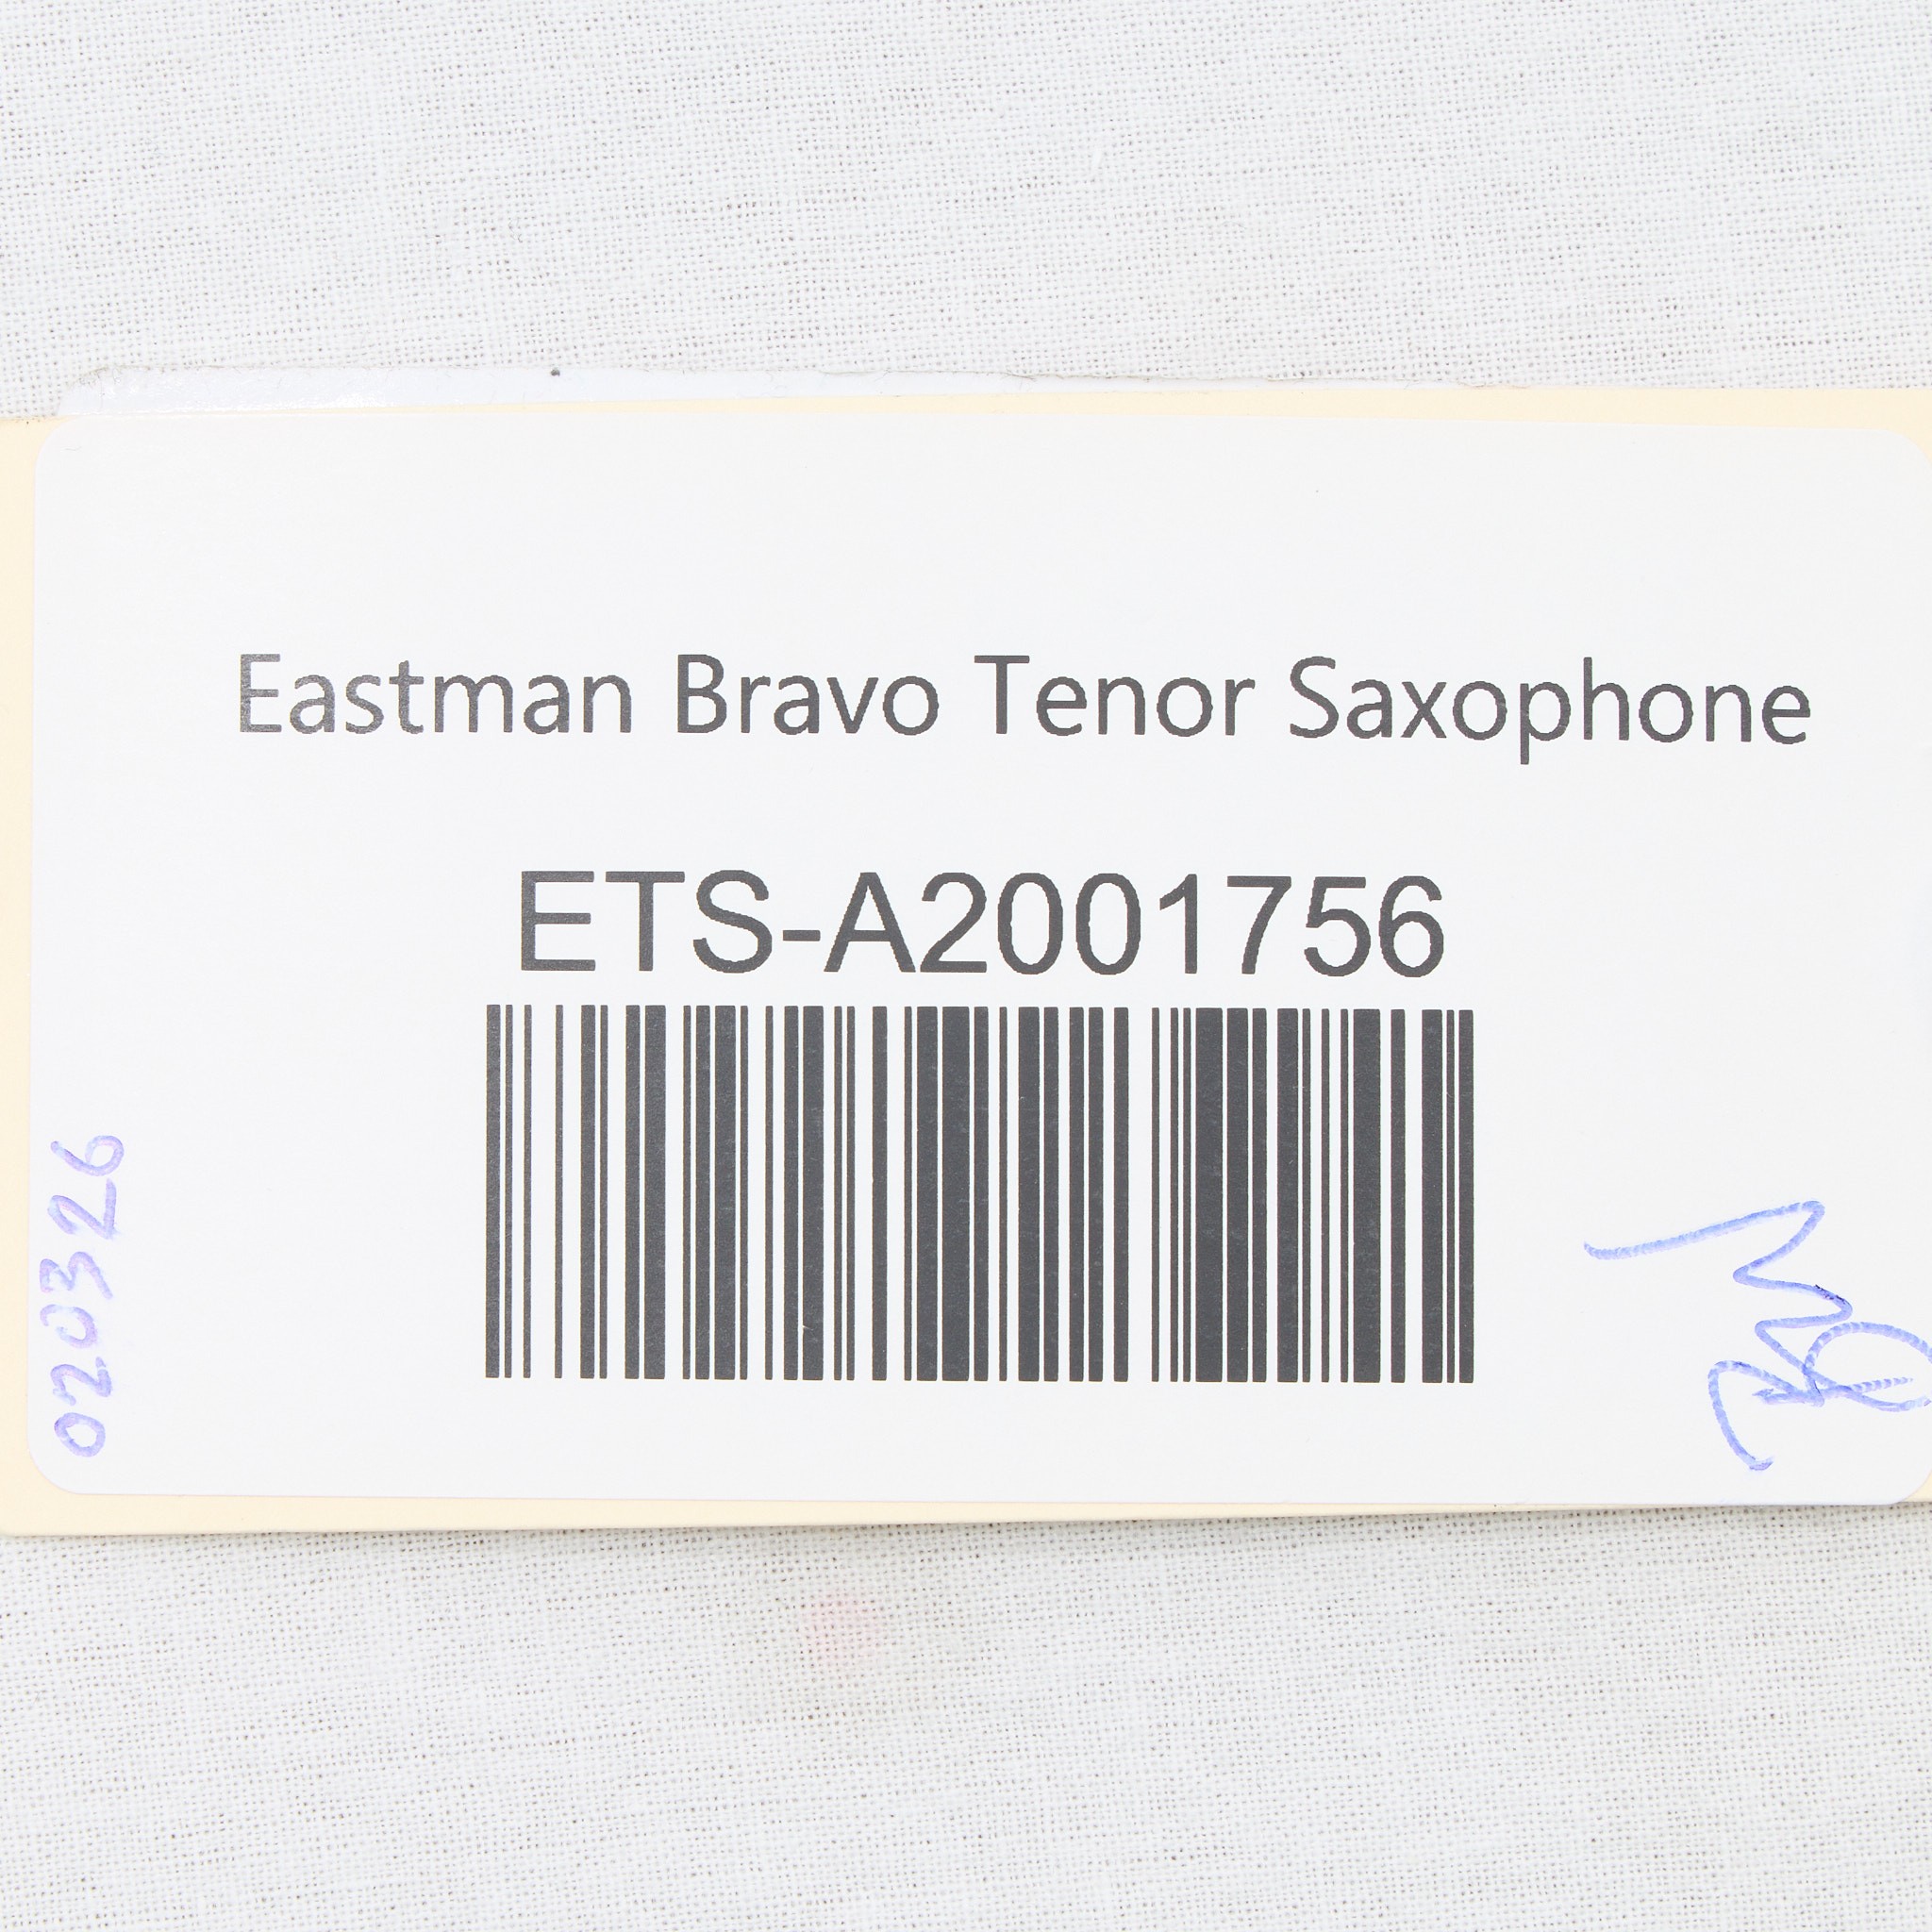 Eastman Bravo Tenor Saxophone
ETS-A2001756
020326